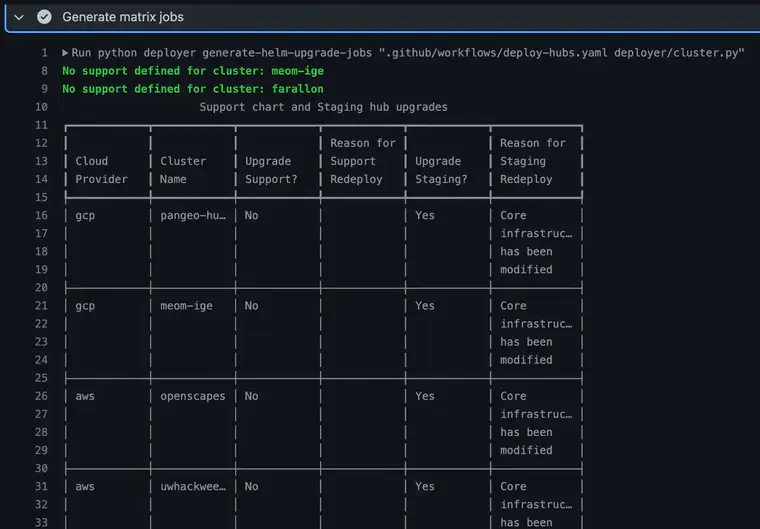 Generate matrix jobs
1 Run python deployer generate-helm-upgrade-jobs ".github/workflows/deploy-hubs.yaml deployer/cluster.py"
8 No support defined for cluster: meom-ige
9 No support defined for cluster: farallon
10 Support chart and Staging hub upgrades
11
12 Reason for Reason for
13 Cloud Cluster Upgrade Support Upgrade Staging
14 Provider Name Support? Redeploy Staging? Redeploy
15
16 gcp pangeo-hu… No Yes Core
17 infrastruc…
18 has been
19 modified
20
21 gcp meom-ige No Yes Core
22 infrastruc…
23 has been
24 modified
25
26 aws openscapes No Yes Core
27 infrastruc…
28 has been
29 modified
30
31 aws uwhackwee… No Yes Core
32 infrastruc…
33 has been